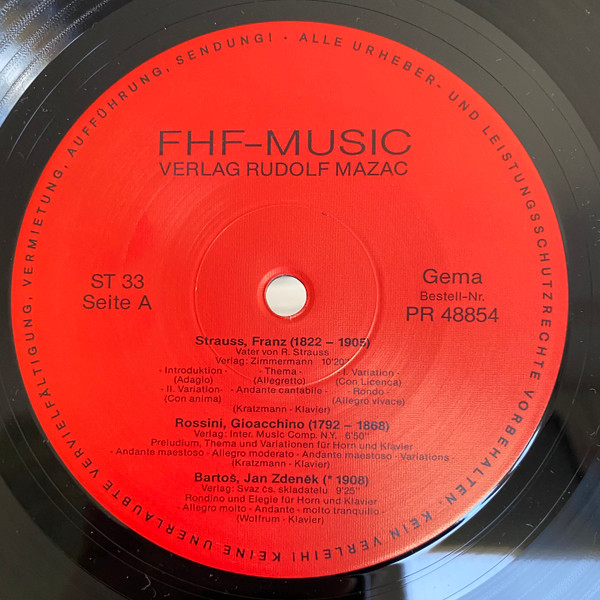 ALLE URHEBER- UND LEISTUNGSSCHUTZRECHTE VORBEHALTEN. KEIN VERLEIH! KEINE UNERLAUBTE VERVIELFÄLTIGUNG, VERMIETUNG, AUFFÜHRUNG, SENDUNG! ·
FHF-MUSIC
VERLAG RUDOLF MAZAC
ST 33
Seite A
Gema
Bestell-Nr.
PR 48854
Strauss, Franz (1822 – 1905)
Vater von R. Strauss
Verlag: Zimmermann 10'20"
- Introduktion - - Thema - I. Variation -
(Adagio) (Allegretto) (Con Licenca)
- II. Variation - - Andante cantabile - - Rondo -
(Con anima) (Allegro vivace)
(Kratzmann - Klavier)
Rossini, Gioacchino (1792 – 1868)
Verlag: Inter. Music Comp. N.Y. 6'50"
Preludium, Thema und Variationen für Horn und Klavier
- Andante maestoso - Allegro moderato - Andante maestoso - Variations -
(Kratzmann - Klavier)
Bartos, Jan Zdeněk (* 1908)
Verlag: Svaz čs. skladatelu 9'25"
Rondino und Elegie für Horn und Klavier
- Allegro molto - Andante - molto tranquillo -
(Wolfrum - Klavier)